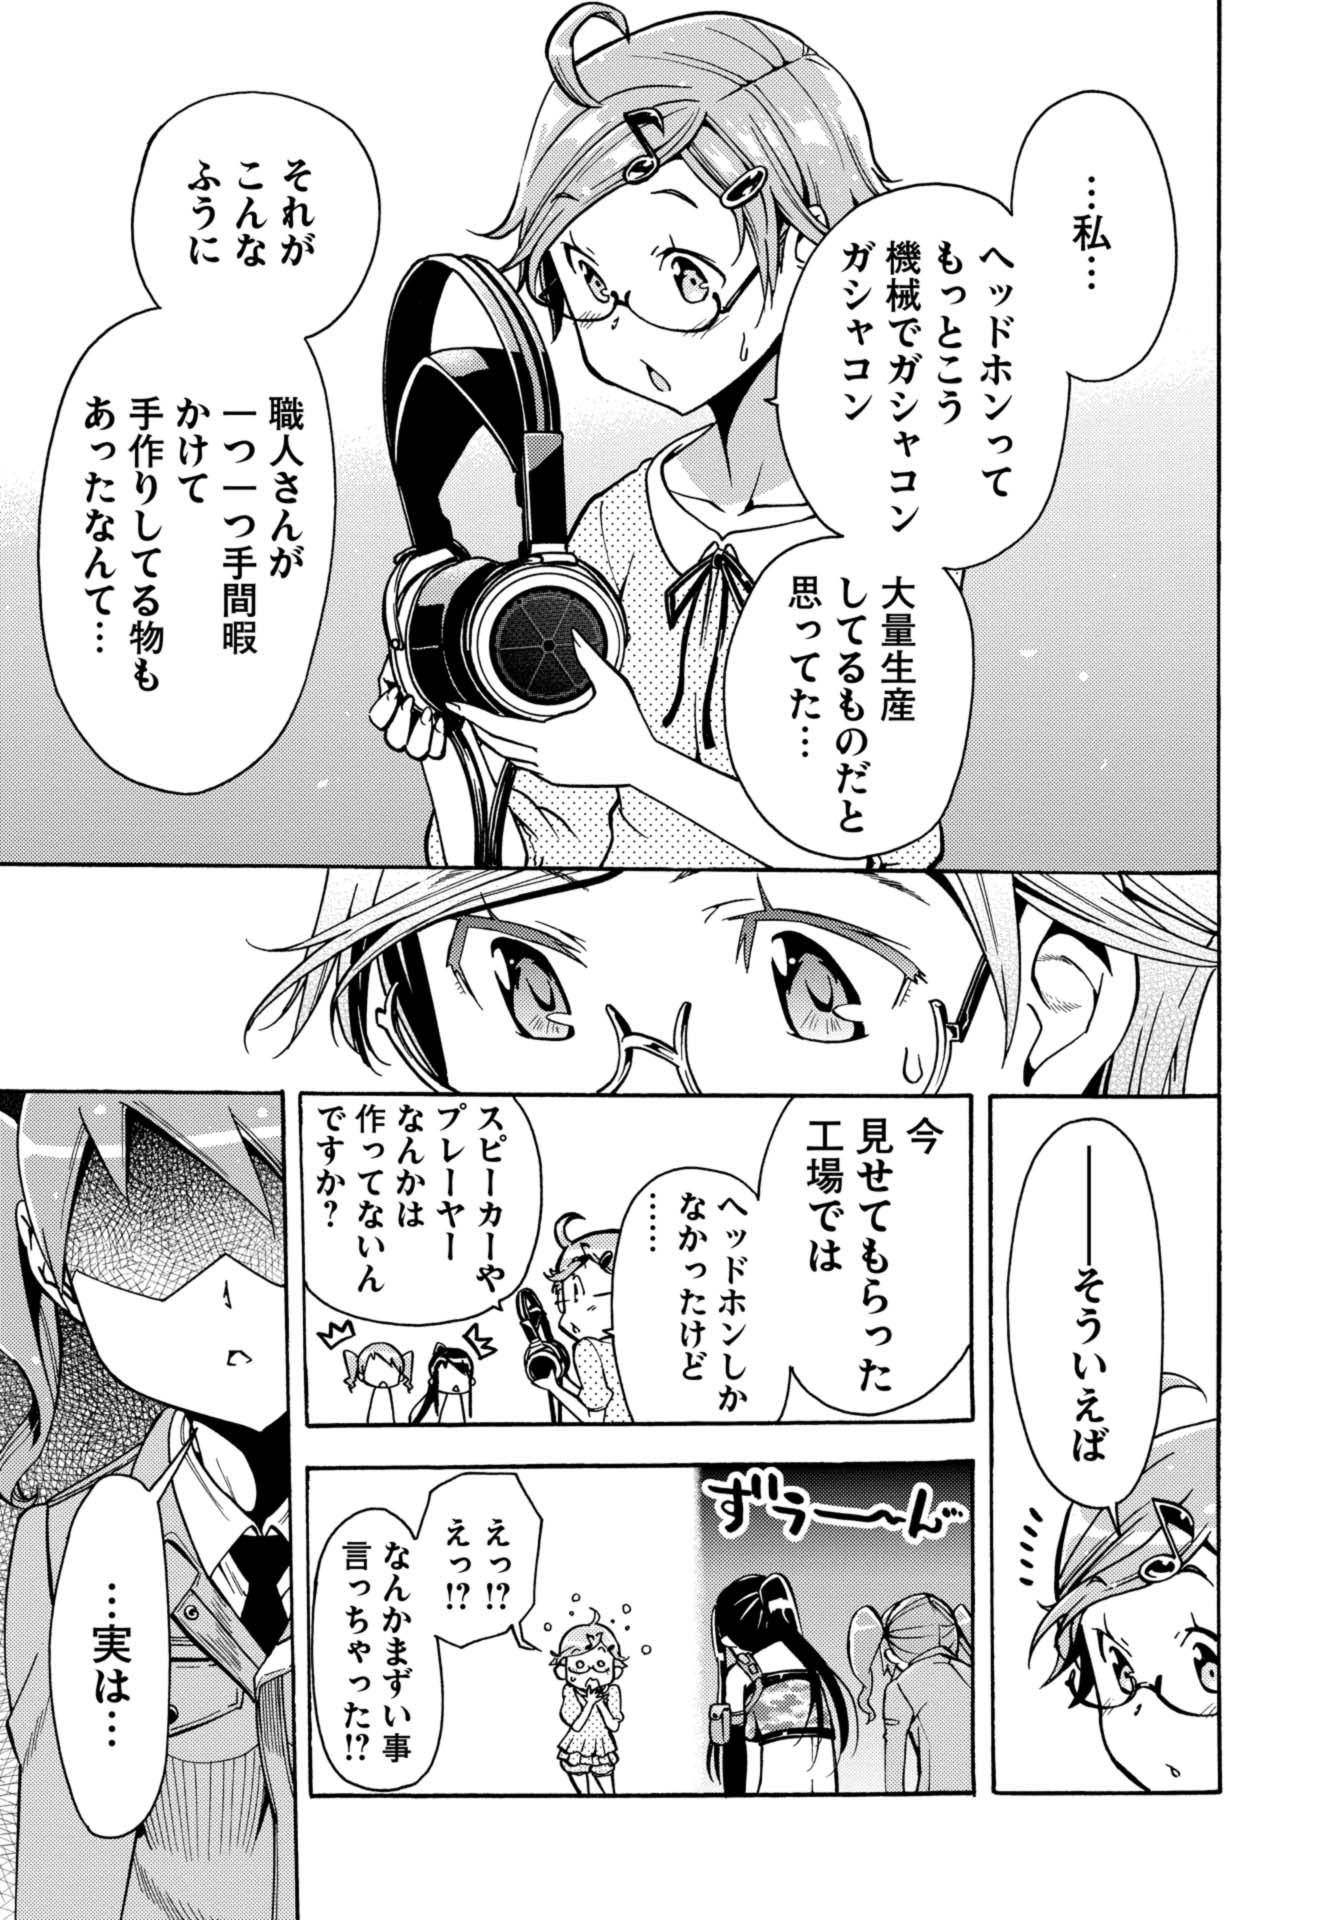 …私…
ヘッドホンって
もっとこう
機械でガシャコン
ガシャコン
大量生産
してるものだと
思ってた…
それが
こんな
ふうに
職人さんが
一つ一つ手間暇
かけて
手作りしてる物も
あったなんて…
――そういえば
今
見せてもらった
工場では
ヘッドホンしか
なかったけど
……
スピーカーや
プレーヤー
なんかは
作ってないん
ですか？
ずうーーん
えっ!?
えっ!?
なんかまずい事
言っちゃった!?
G
…実は…